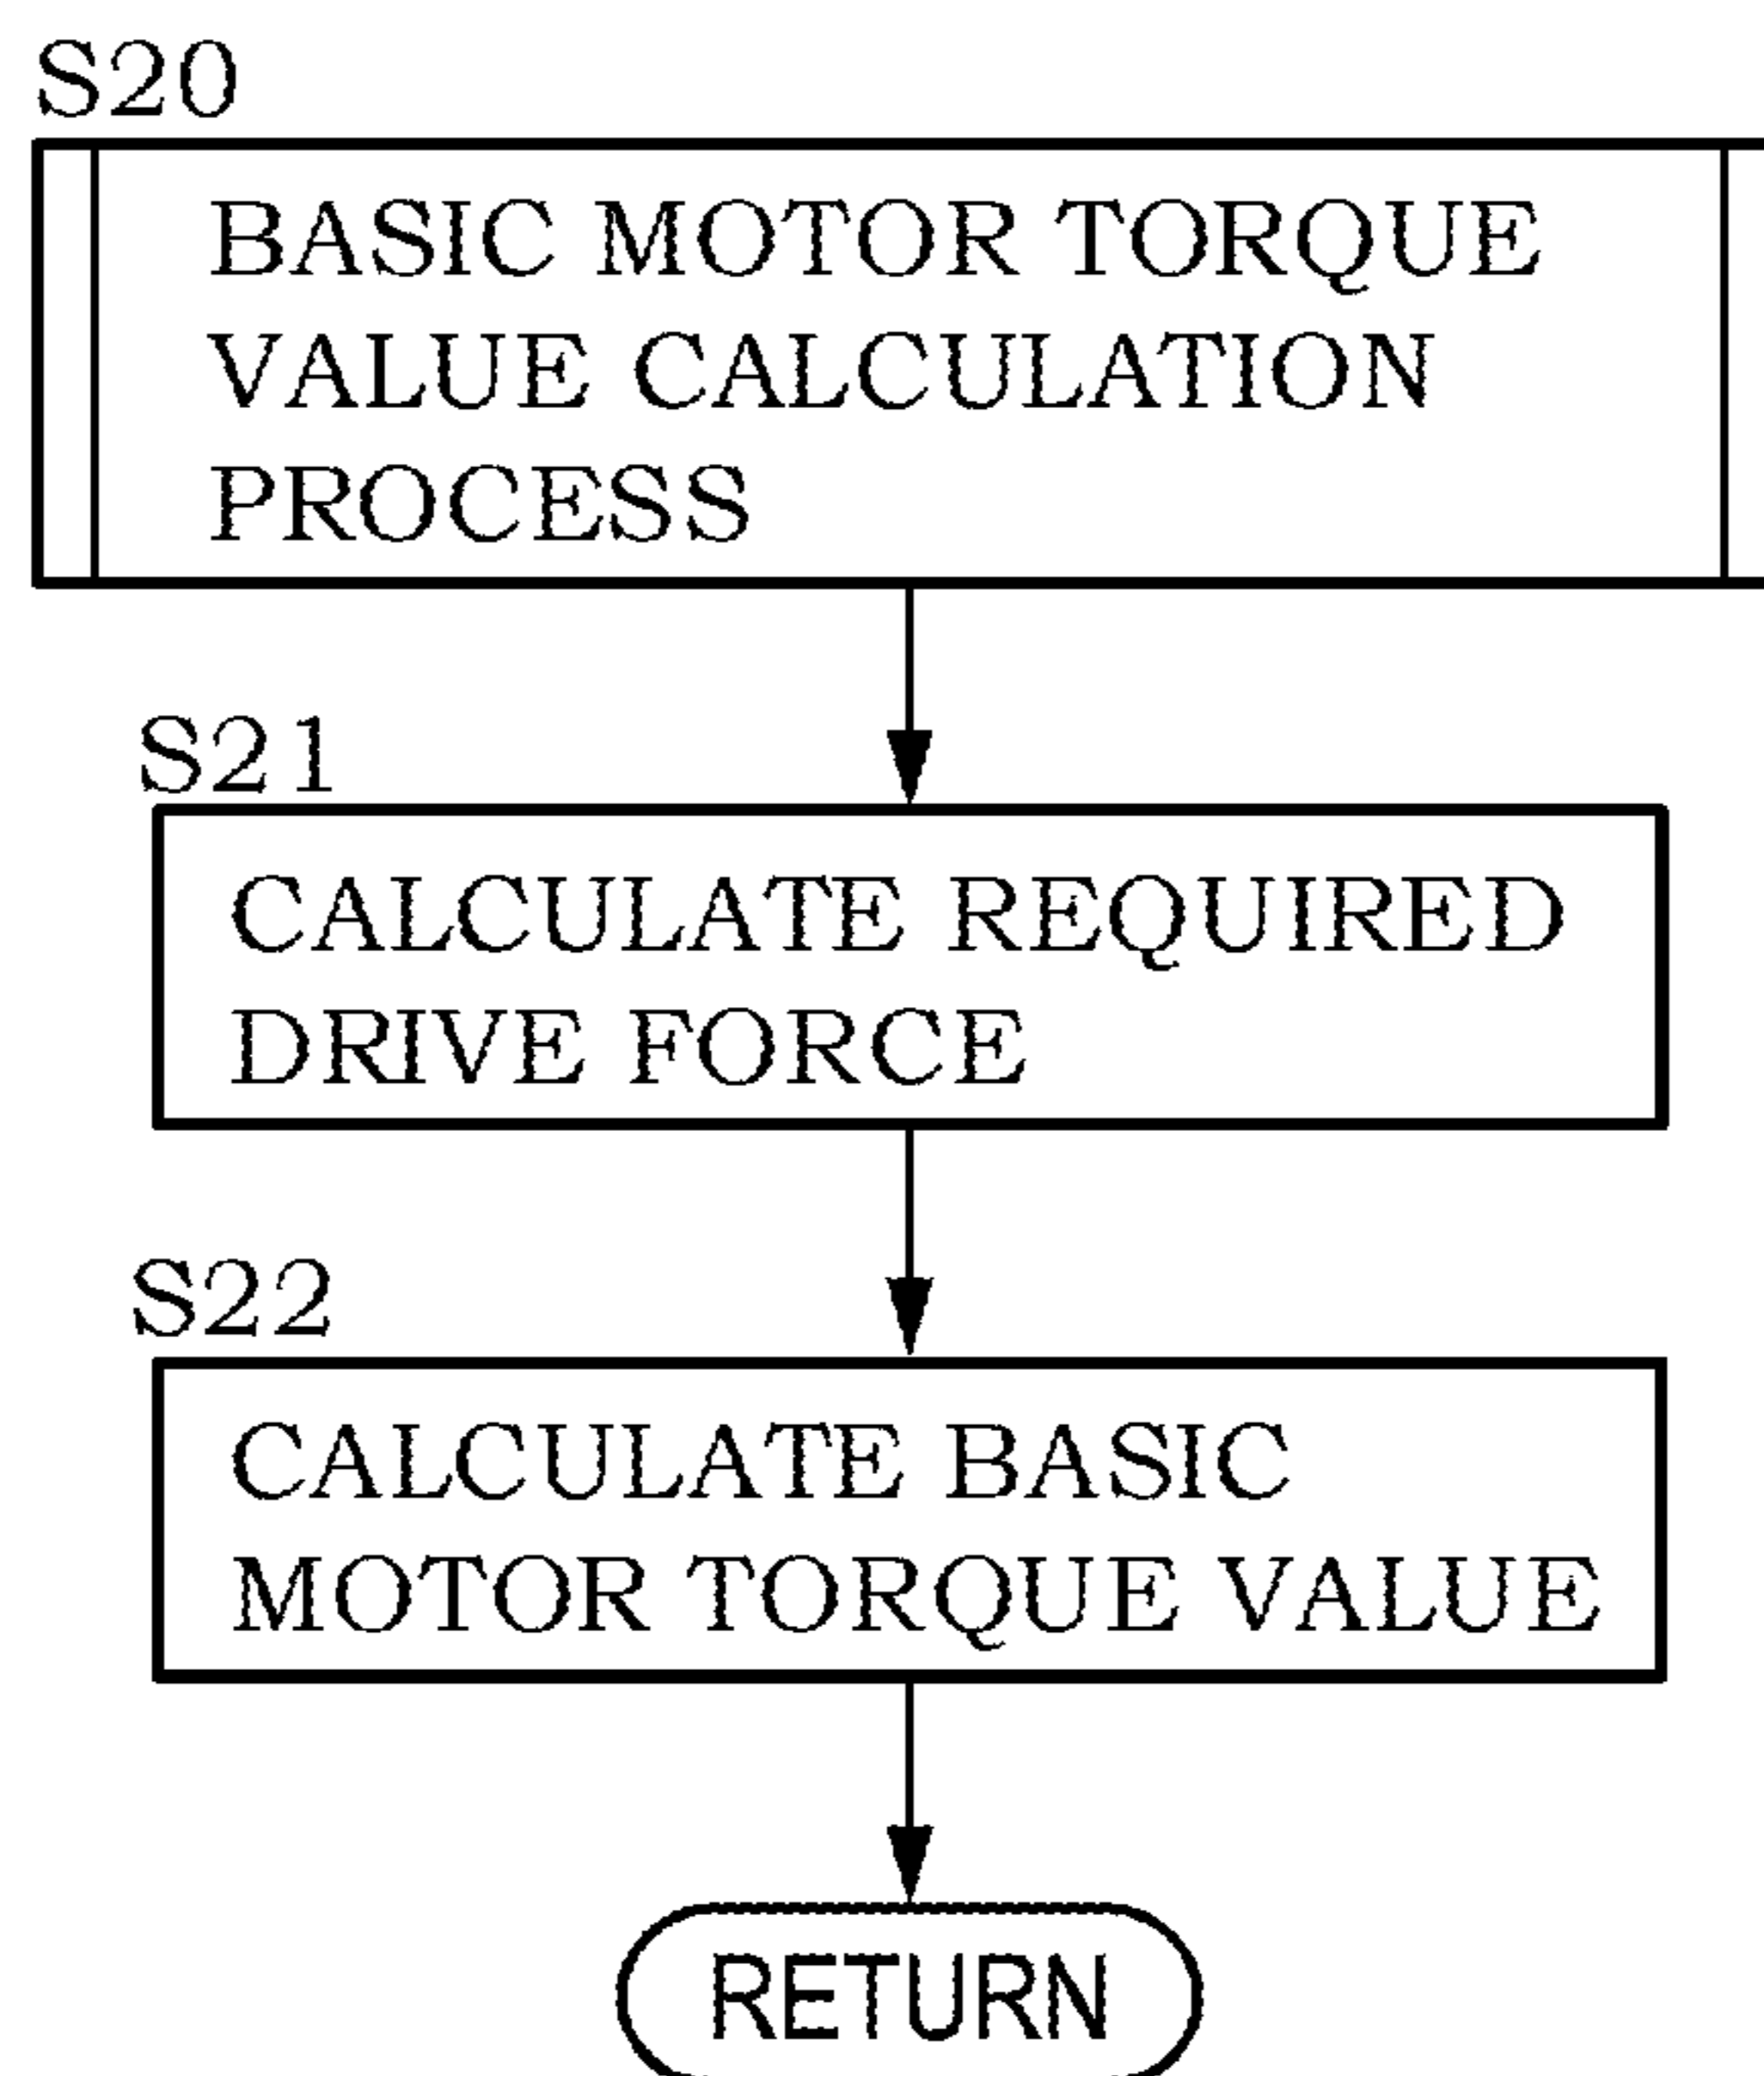 S20
BASIC MOTOR TORQUE
VALUE CALCULATION
PROCESS
S21
CALCULATE REQUIRED
DRIVE FORCE
S22
CALCULATE BASIC
MOTOR TORQUE VALUE
RETURN